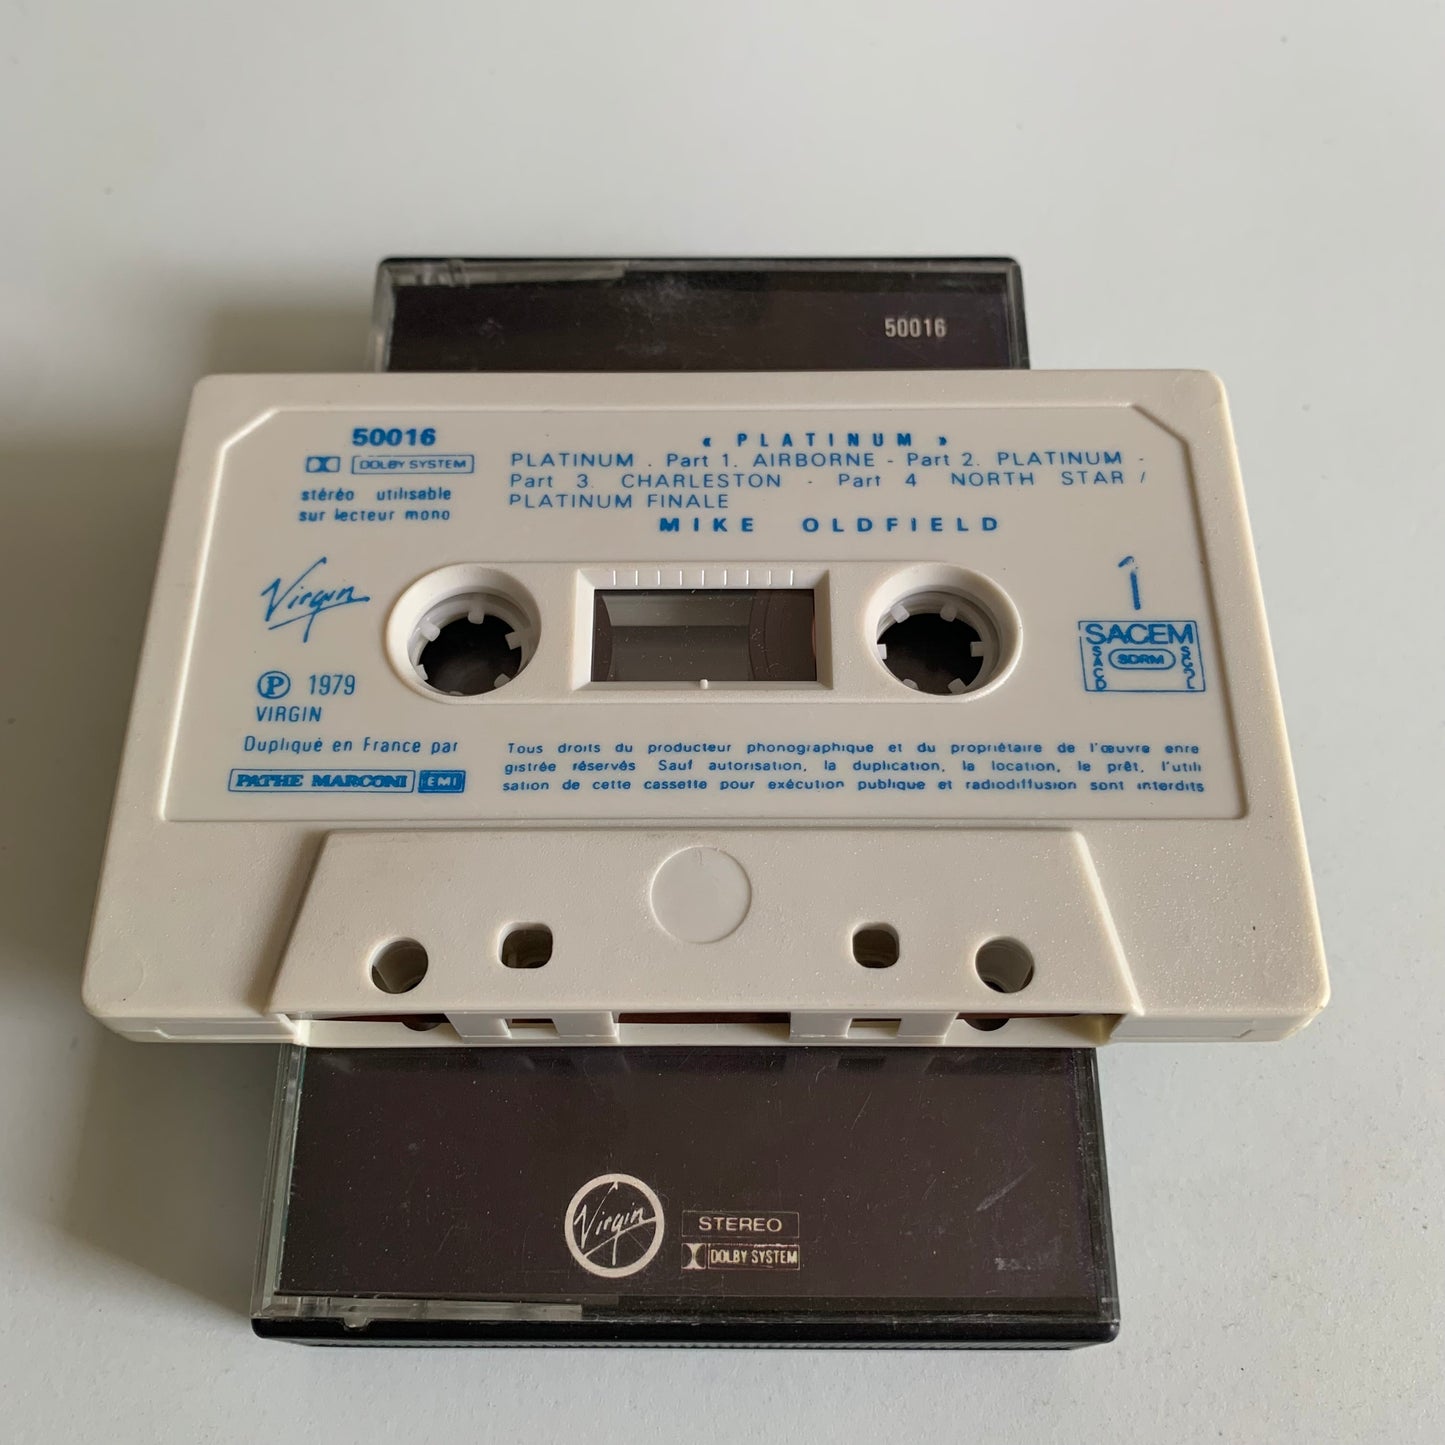 50016
50016
DOLBY SYSTEM
stéréo utilisable
sur lecteur mono
« PLATINUM »
PLATINUM . Part 1. AIRBORNE - Part 2. PLATINUM -
Part 3. CHARLESTON - Part 4 NORTH STAR /
PLATINUM FINALE
MIKE OLDFIELD
Virgin
1
SACEM
SACD
SDRM
SGDL
Ⓟ 1979
VIRGIN
Dupliqué en France par
PATHE MARCONI EMI
Tous droits du producteur phonographique et du propriétaire de l'œuvre enre
gistrée réservés Sauf autorisation, la duplication, la location, le prêt, l'utili
sation de cette cassette pour exécution publique et radiodiffusion sont interdits
Virgin
STEREO
DOLBY SYSTEM